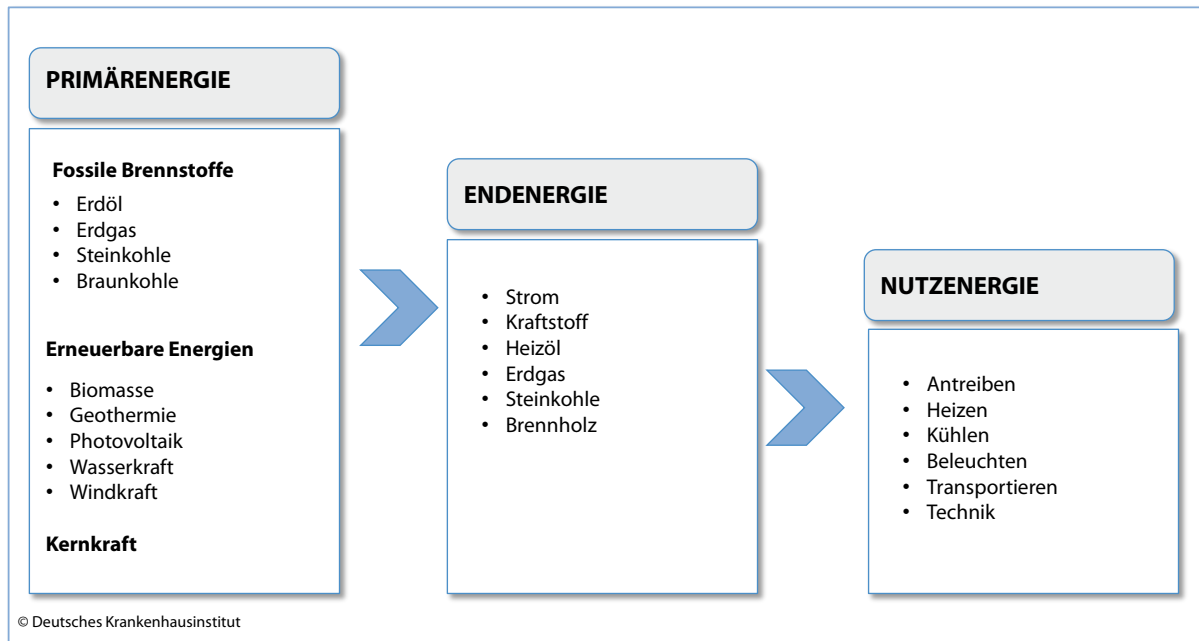 PRIMÄRENERGIE
Fossile Brennstoffe
• Erdöl
• Erdgas
• Steinkohle
• Braunkohle
Erneuerbare Energien
• Biomasse
• Geothermie
• Photovoltaik
• Wasserkraft
• Windkraft
Kernkraft
ENDENERGIE
• Strom
• Kraftstoff
• Heizöl
• Erdgas
• Steinkohle
• Brennholz
NUTZENERGIE
• Antreiben
• Heizen
• Kühlen
• Beleuchten
• Transportieren
• Technik
© Deutsches Krankenhausinstitut